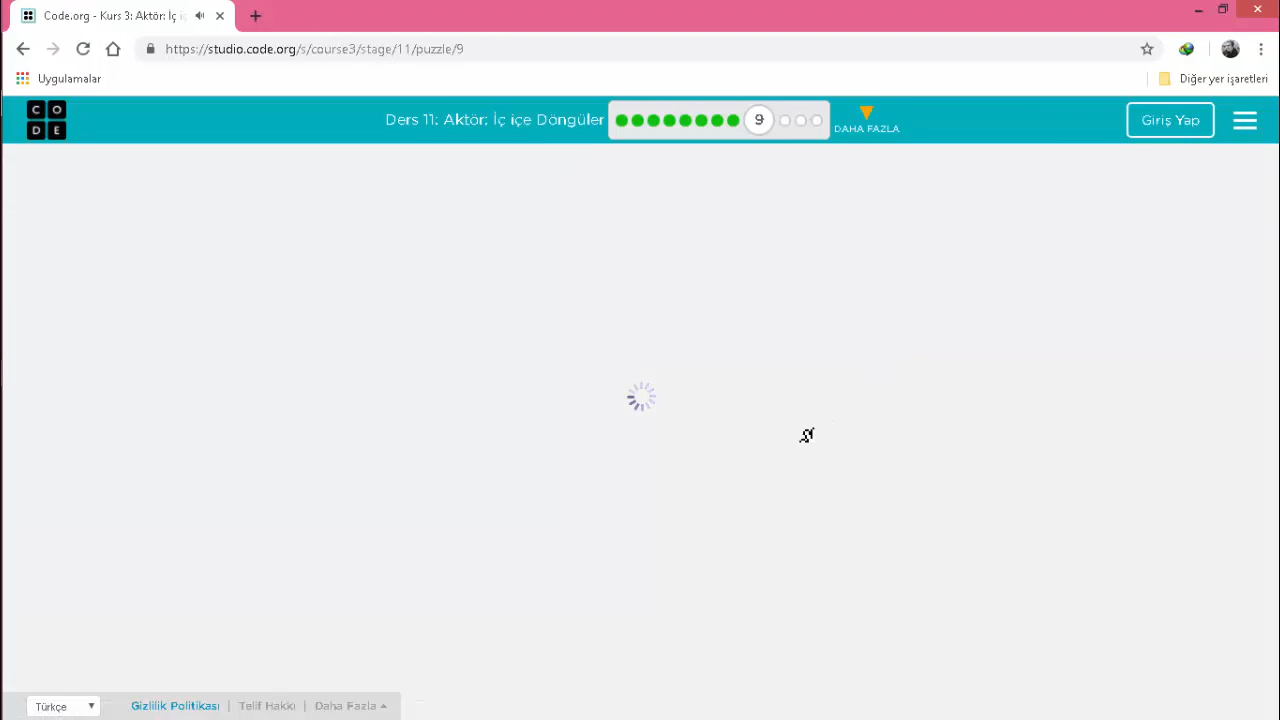 Code.org - Kurs 3: Aktör: İç iç
https://studio.code.org/s/course3/stage/11/puzzle/9
Uygulamalar
Diğer yer işaretleri
C O
D E
Ders 11: Aktör: İç içe Döngüler
9
DAHA FAZLA
Giriş Yap
Türkçe
Gizlilik Politikası | Telif Hakkı | Daha Fazla